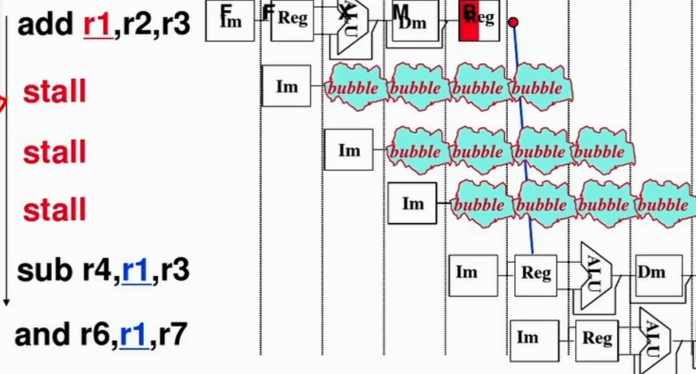 add r1,r2,r3 Im F Reg F ALU X Dm M Reg
stall Im bubble bubble bubble bubble
stall Im bubble bubble bubble bubble
stall Im bubble bubble bubble bubble
sub r4,r1,r3 Im Reg ALU Dm
and r6,r1,r7 Im Reg ALU